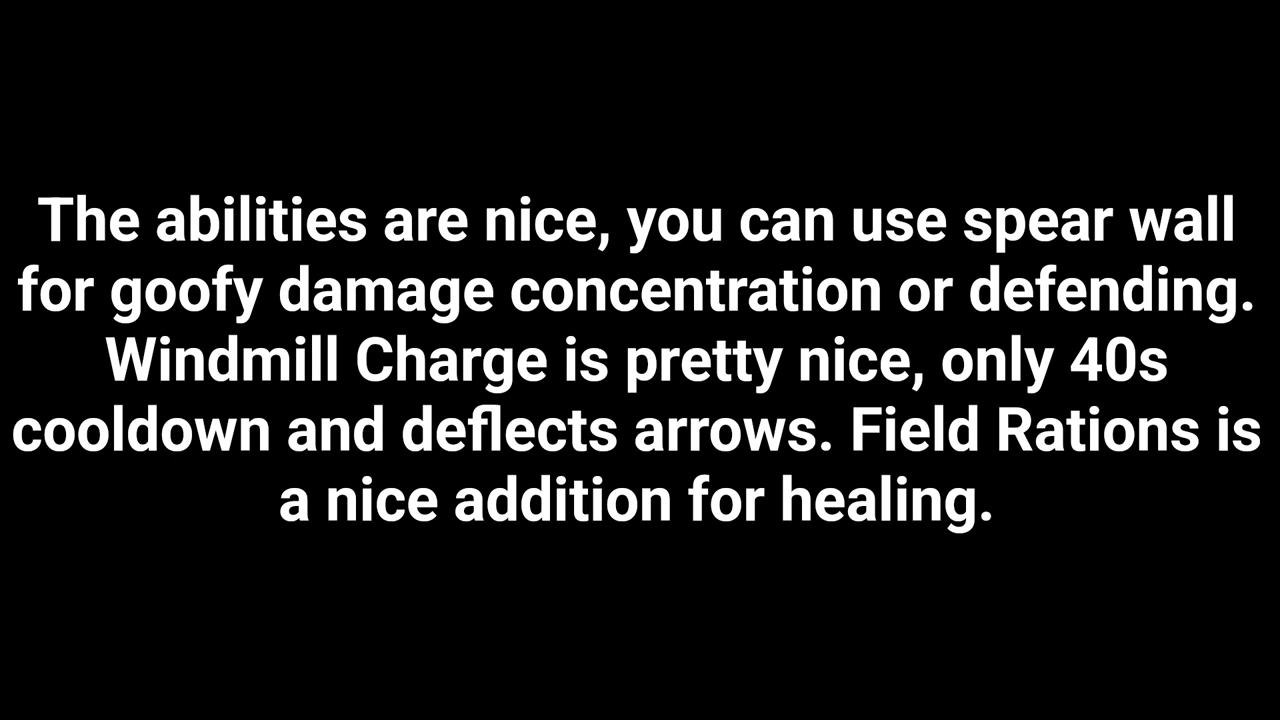 The abilities are nice, you can use spear wall
for goofy damage concentration or defending.
Windmill Charge is pretty nice, only 40s
cooldown and deflects arrows. Field Rations is
a nice addition for healing.